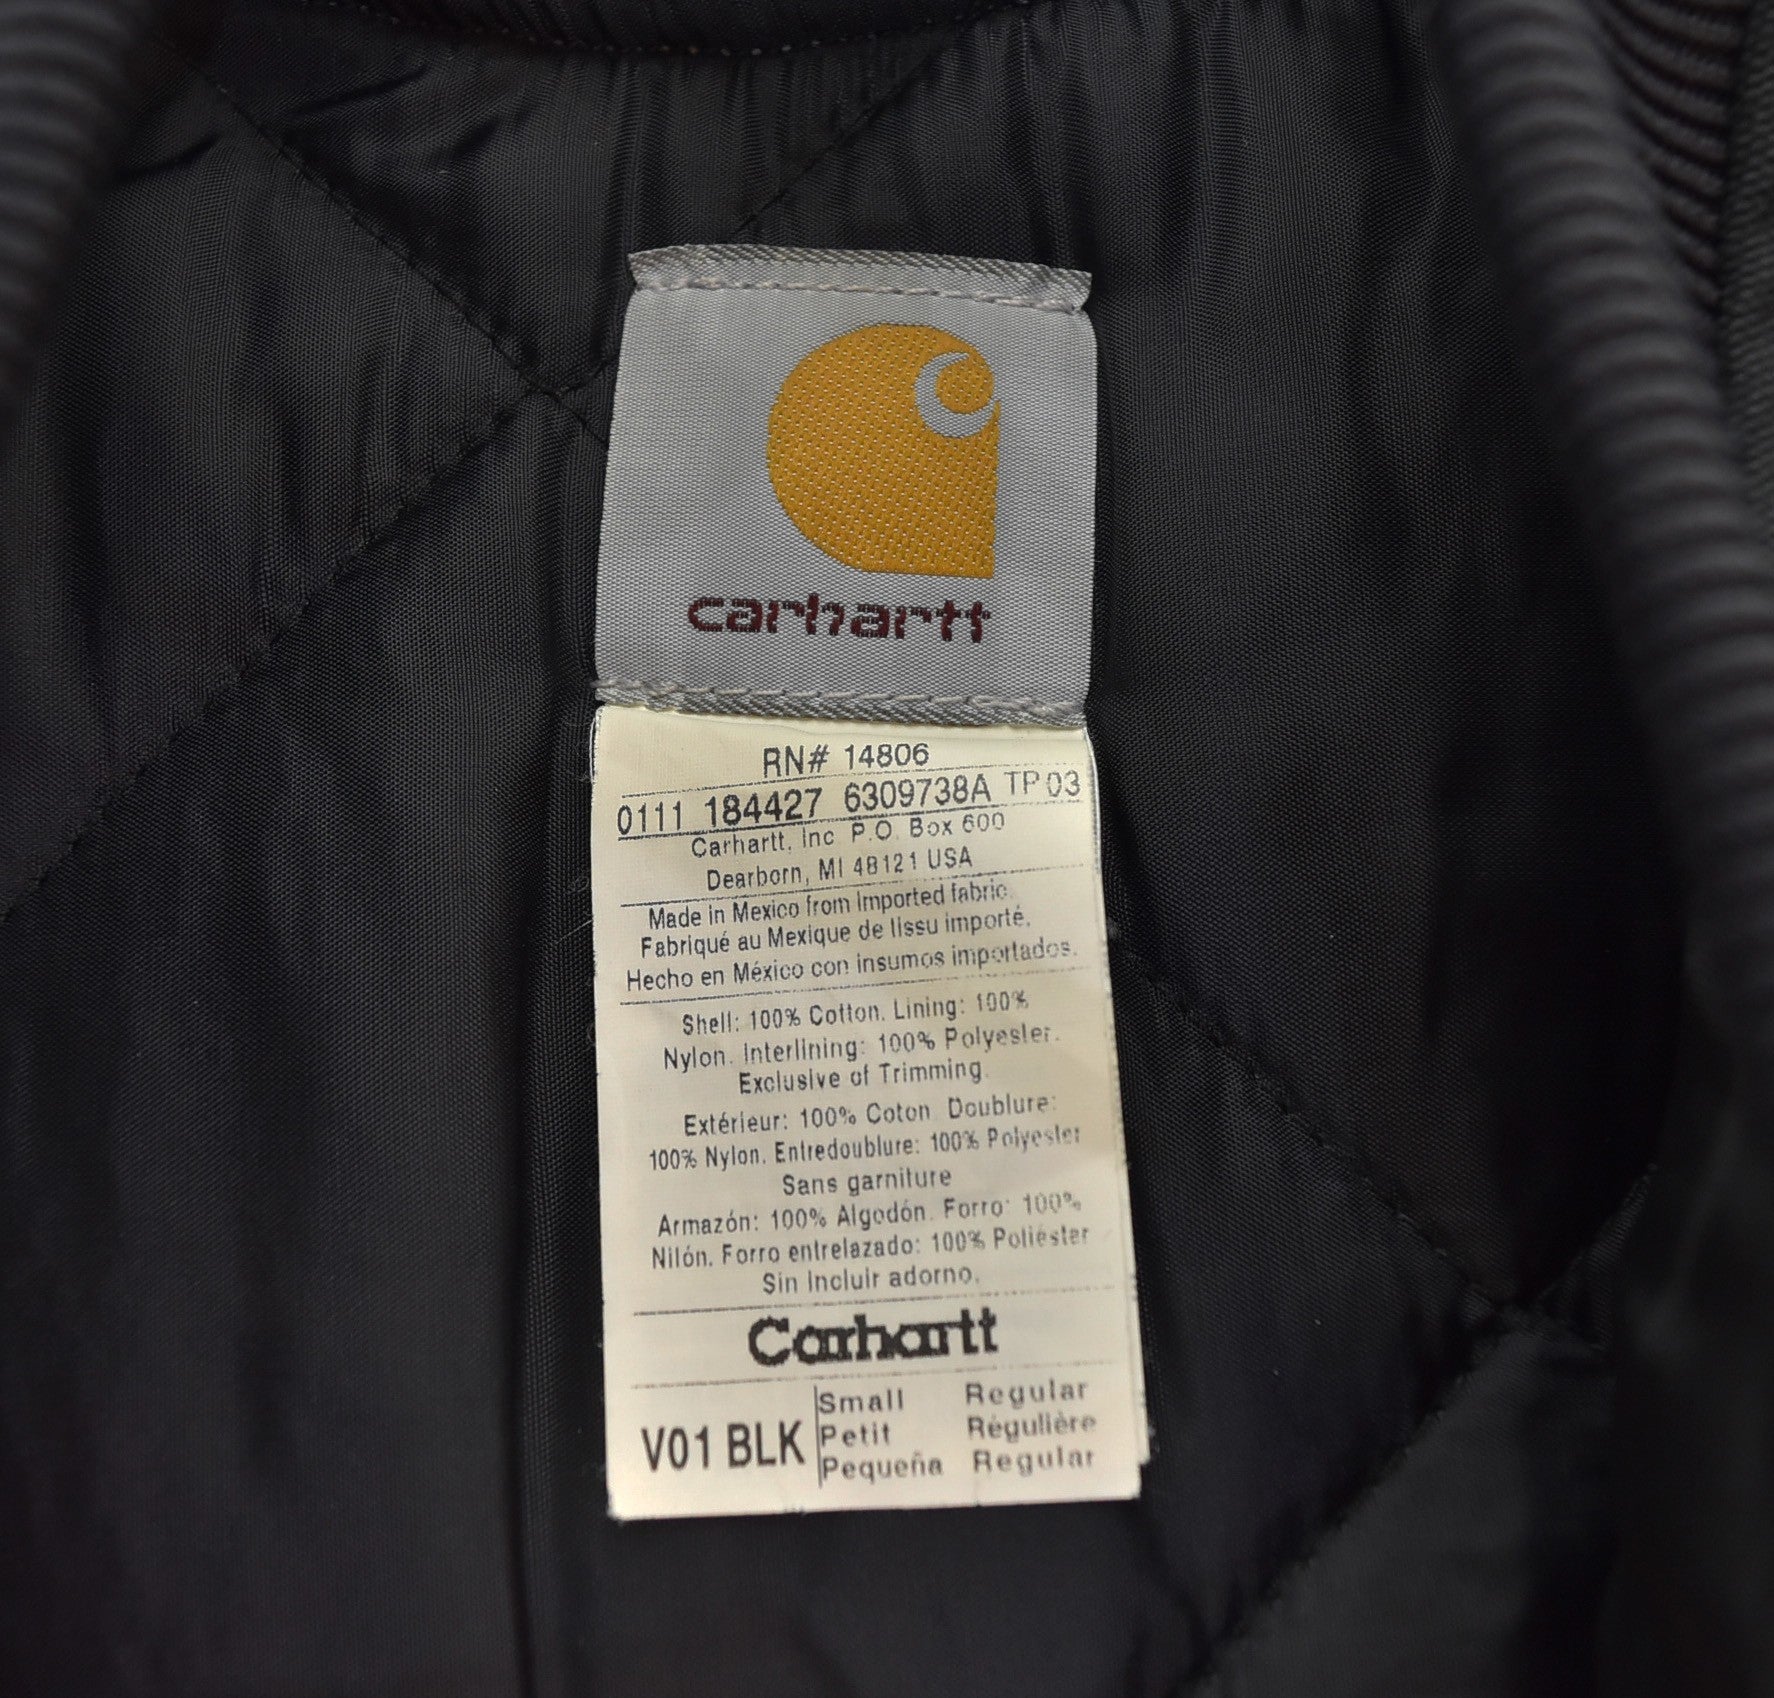 carhartt
RN# 14806
0111 184427 6309738A TP 03
Carhartt, Inc P.O. Box 600
Dearborn, MI 48121 USA
Made in Mexico from Imported fabric.
Fabriqué au Mexique de tissu importé.
Hecho en México con insumos importados.
Shell: 100% Cotton. Lining: 100%
Nylon. Interlining: 100% Polyester.
Exclusive of Trimming.
Extérieur: 100% Coton. Doublure:
100% Nylon. Entredoublure: 100% Polyester
Sans garniture
Armazón: 100% Algodón. Forro: 100%
Nilón. Forro entrelazado: 100% Poliéster
Sin Incluir adorno.
Carhartt
V01 BLK
Small Regular
Petit Régulière
Pequeña Regular